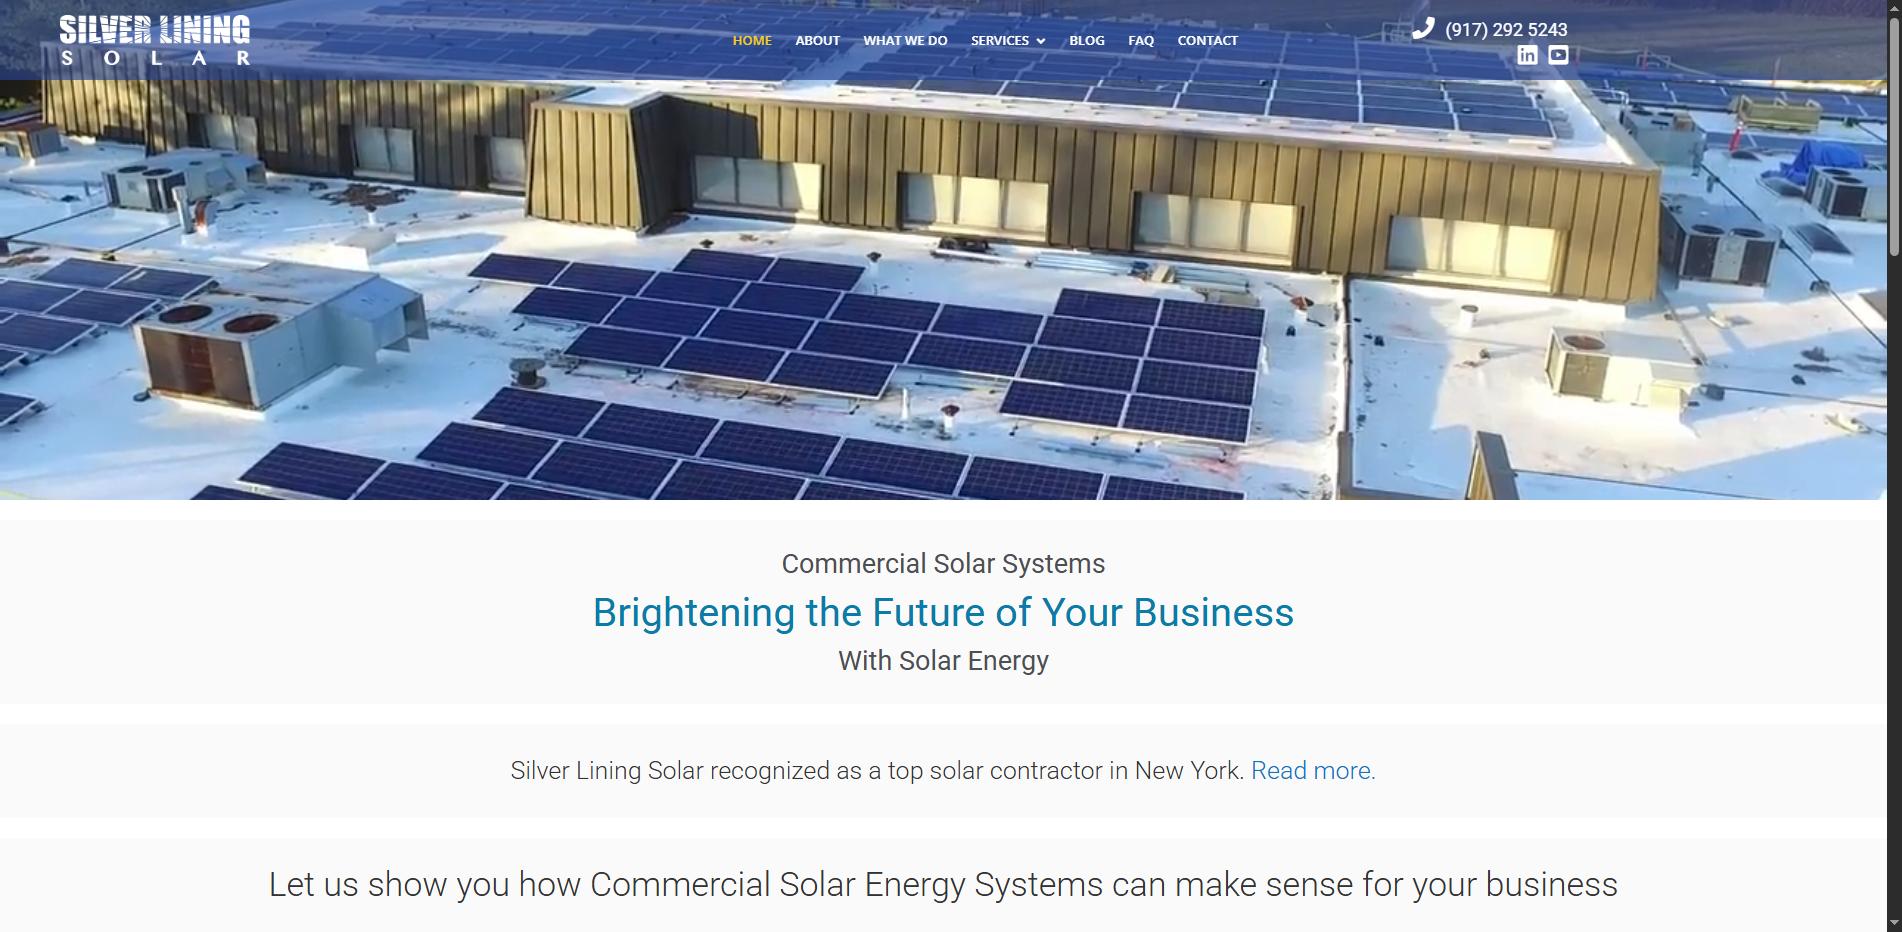 SILVER LINING
SOLAR
HOME
ABOUT
WHAT WE DO
SERVICES
BLOG
FAQ
CONTACT
(917) 292 5243
in
Commercial Solar Systems
Brightening the Future of Your Business
With Solar Energy
Silver Lining Solar recognized as a top solar contractor in New York. Read more.
Let us show you how Commercial Solar Energy Systems can make sense for your business